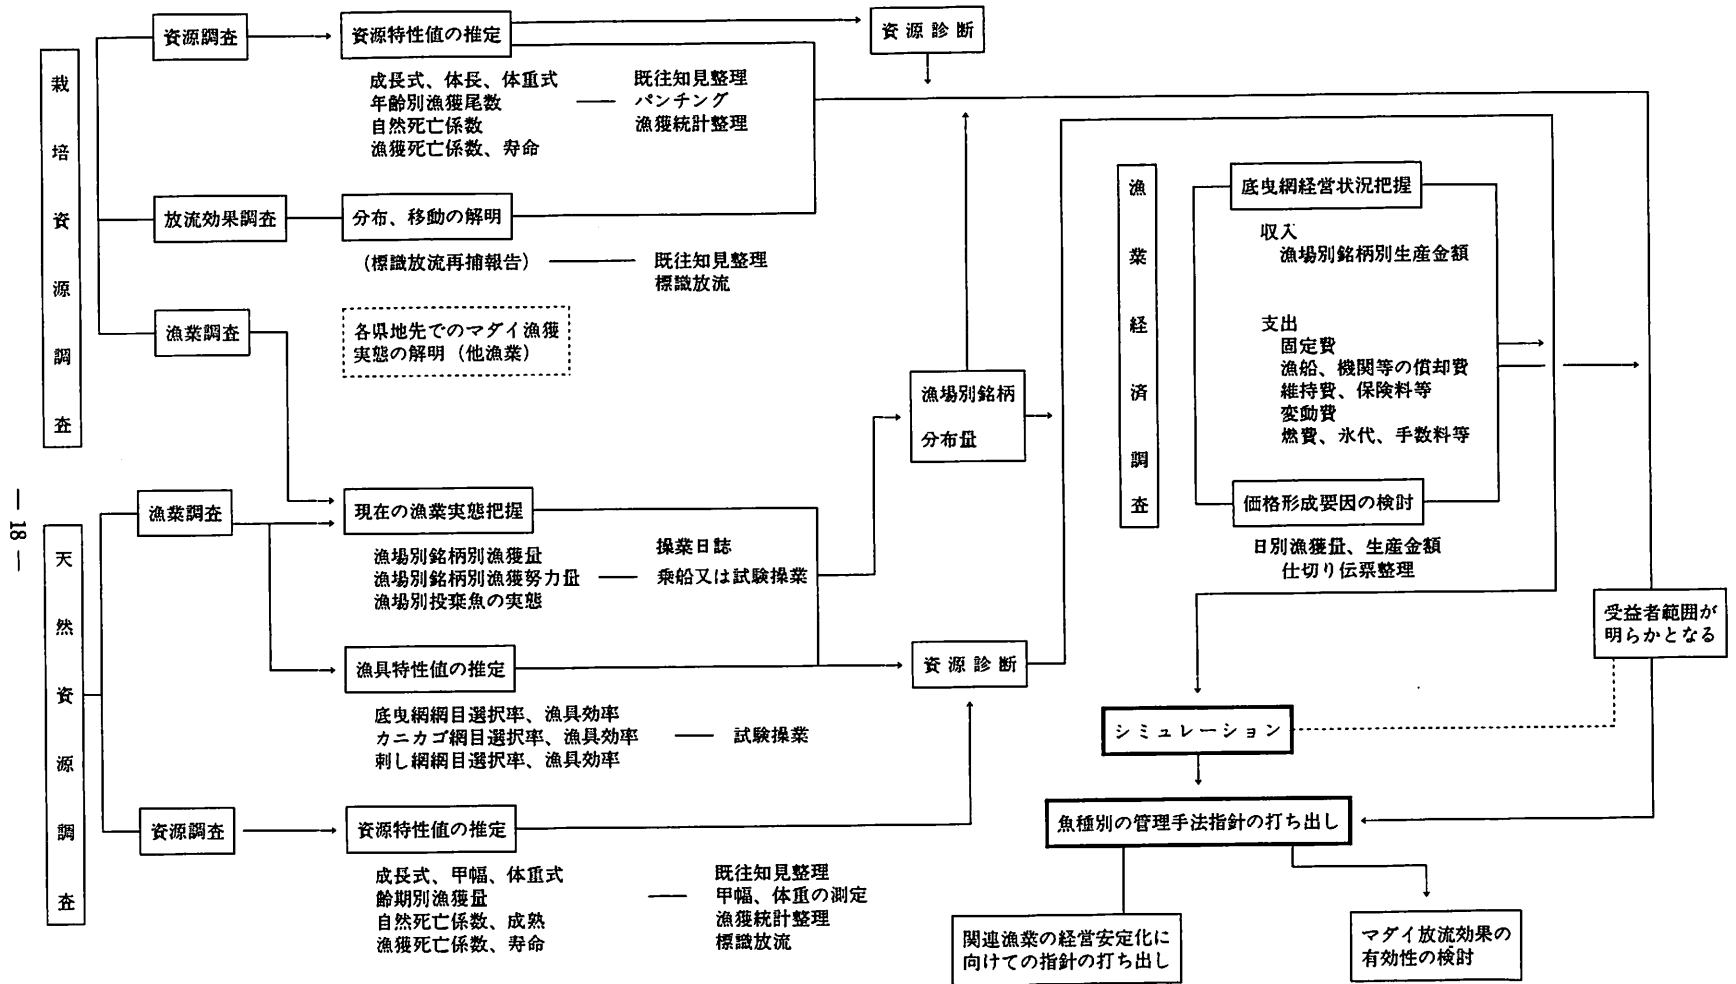 栽培資源調査
資源調査
資源特性値の推定
成長式、体長、体重式
年齢別漁獲尾数
自然死亡係数
漁獲死亡係数、寿命
既往知見整理
パンチング
漁獲統計整理
資源診断
放流効果調査
分布、移動の解明
(標識放流再捕報告)
既往知見整理
標識放流
漁業調査
各県地先でのマダイ漁獲
実態の解明(他漁業)
漁場別銘柄
分布量
天然資源調査
漁業調査
現在の漁業実態把握
漁場別銘柄別漁獲量
漁場別銘柄別漁獲努力量
漁場別投棄魚の実態
操業日誌
乗船又は試験操業
漁具特性値の推定
底曳網網目選択率、漁具効率
カニカゴ網目選択率、漁具効率
刺し網網目選択率、漁具効率
試験操業
資源診断
資源調査
資源特性値の推定
成長式、甲幅、体重式
齢期別漁獲量
自然死亡係数、成熟
漁獲死亡係数、寿命
既往知見整理
甲幅、体重の測定
漁獲統計整理
標識放流
漁業経済調査
底曳網経営状況把握
収入
漁場別銘柄別生産金額
支出
固定費
漁船、機関等の償却費
維持費、保険料等
変動費
燃費、氷代、手数料等
価格形成要因の検討
日別漁獲量、生産金額
仕切り伝票整理
受益者範囲が
明らかとなる
シミュレーション
魚種別の管理手法指針の打ち出し
関連漁業の経営安定化に
向けての指針の打ち出し
マダイ放流効果の
有効性の検討
— 18 —